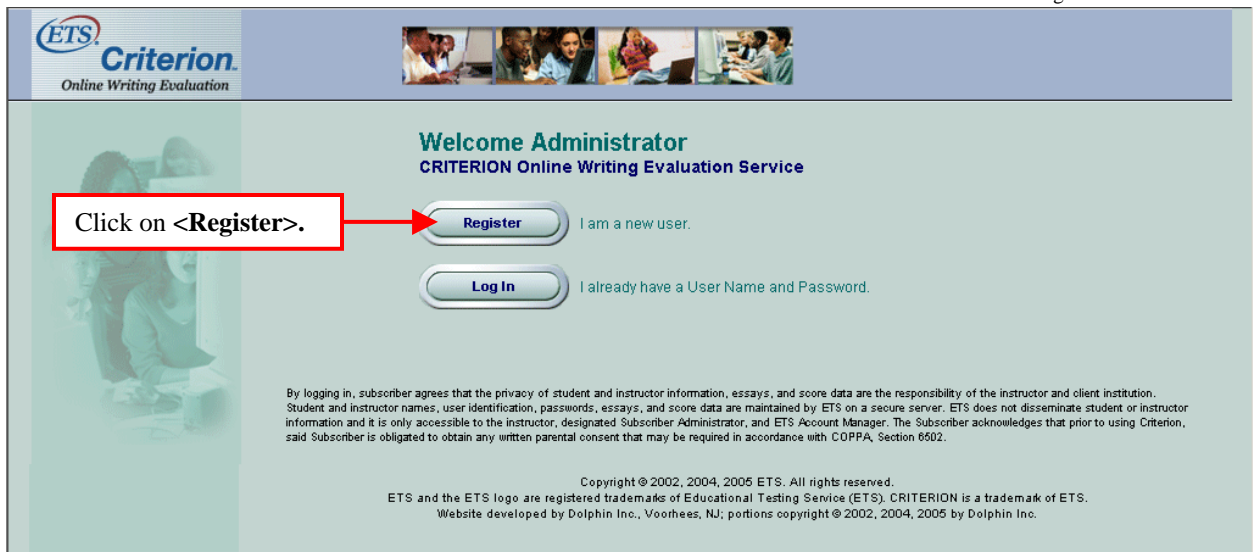 ETS
Criterion.
Online Writing Evaluation
Welcome Administrator
CRITERION Online Writing Evaluation Service
Click on <Register>.
Register I am a new user.
Log In I already have a User Name and Password.
By logging in, subscriber agrees that the privacy of student and instructor information, essays, and score data are the responsibility of the instructor and client institution.
Student and instructor names, user identification, passwords, essays, and score data are maintained by ETS on a secure server. ETS does not disseminate student or instructor
information and it is only accessible to the instructor, designated Subscriber Administrator, and ETS Account Manager. The Subscriber acknowledges that prior to using Criterion,
said Subscriber is obligated to obtain any written parental consent that may be required in accordance with COPPA, Section 6502.
Copyright © 2002, 2004, 2005 ETS. All rights reserved.
ETS and the ETS logo are registered trademarks of Educational Testing Service (ETS). CRITERION is a trademark of ETS.
Website developed by Dolphin Inc., Voorhees, NJ; portions copyright © 2002, 2004, 2005 by Dolphin Inc.